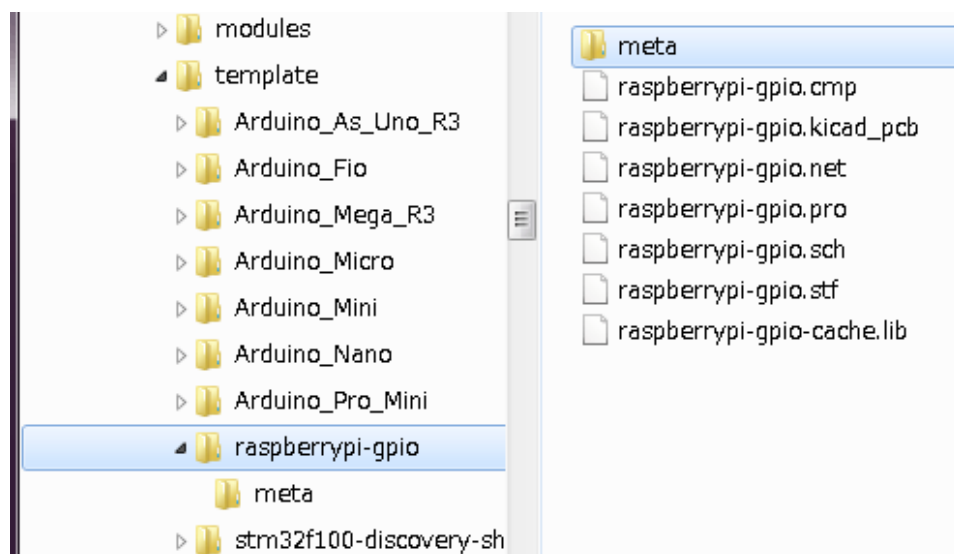 modules
template
Arduino_As_Uno_R3
Arduino_Fio
Arduino_Mega_R3
Arduino_Micro
Arduino_Mini
Arduino_Nano
Arduino_Pro_Mini
raspberrypi-gpio
meta
stm32f100-discovery-sh
meta
raspberrypi-gpio.cmp
raspberrypi-gpio.kicad_pcb
raspberrypi-gpio.net
raspberrypi-gpio.pro
raspberrypi-gpio.sch
raspberrypi-gpio.stf
raspberrypi-gpio-cache.lib